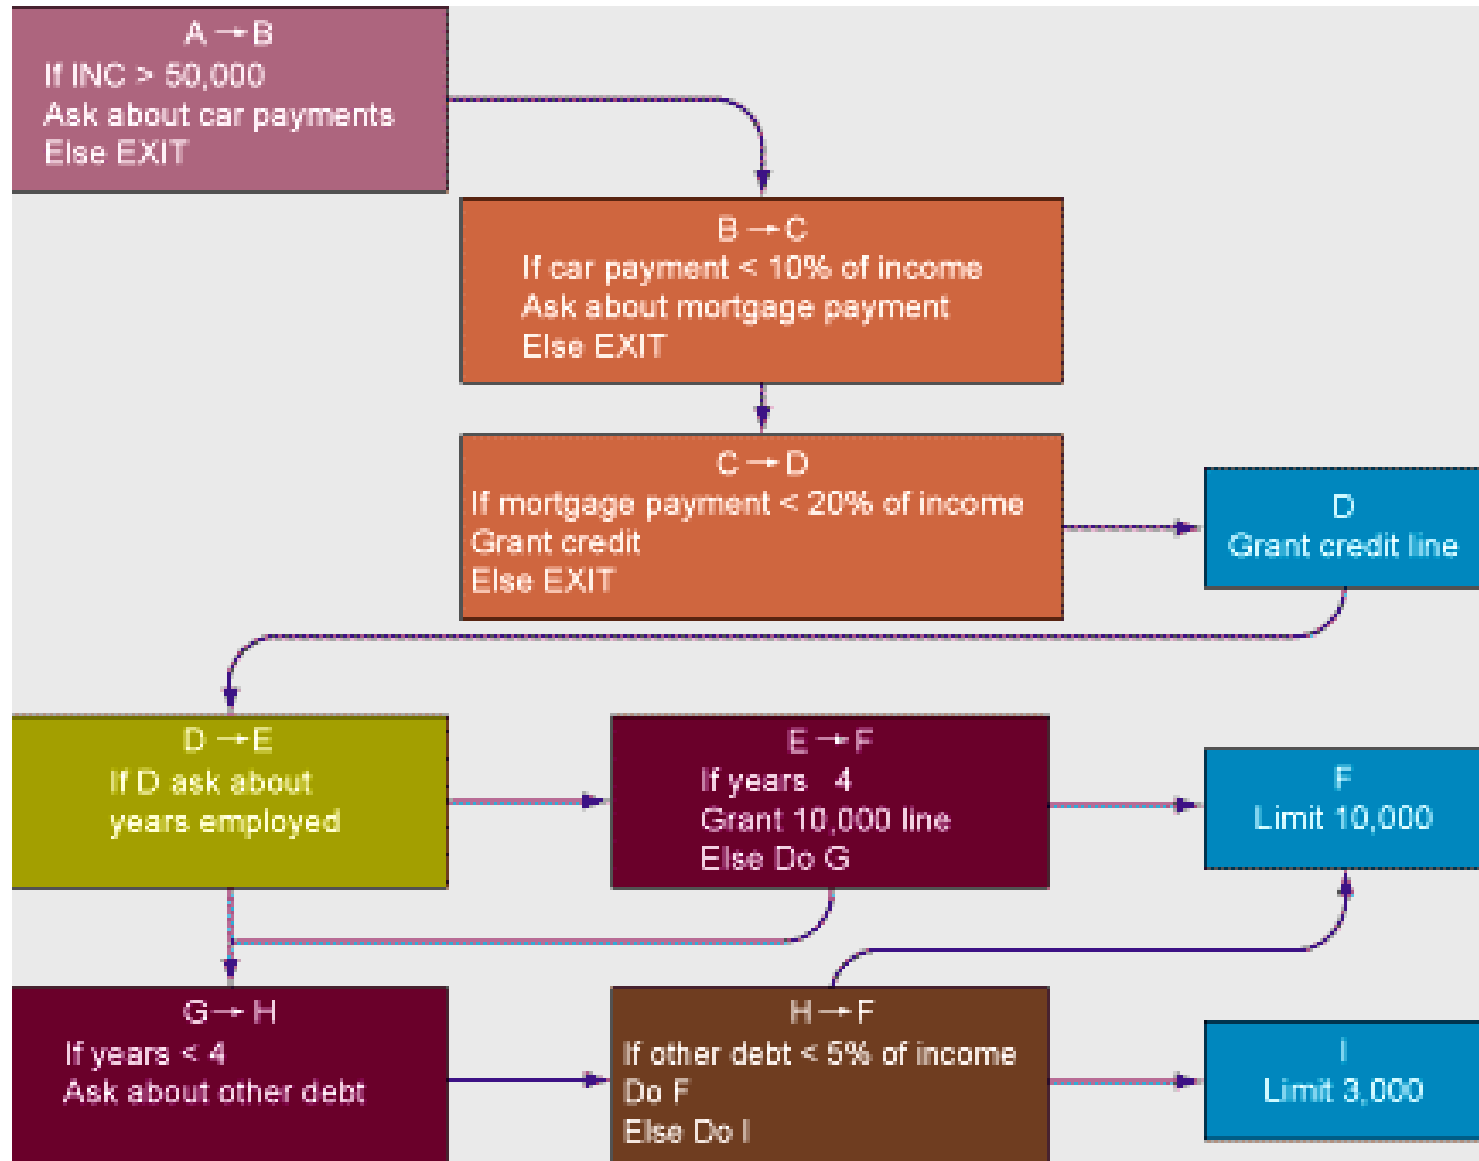 A → B
If INC > 50,000
Ask about car payments
Else EXIT
B → C
If car payment < 10% of income
Ask about mortgage payment
Else EXIT
C → D
If mortgage payment < 20% of income
Grant credit
Else EXIT
D
Grant credit line
D → E
If D ask about
years employed
E → F
If years 4
Grant 10,000 line
Else Do G
F
Limit 10,000
G → H
If years < 4
Ask about other debt
H → F
If other debt < 5% of income
Do F
Else Do I
I
Limit 3,000